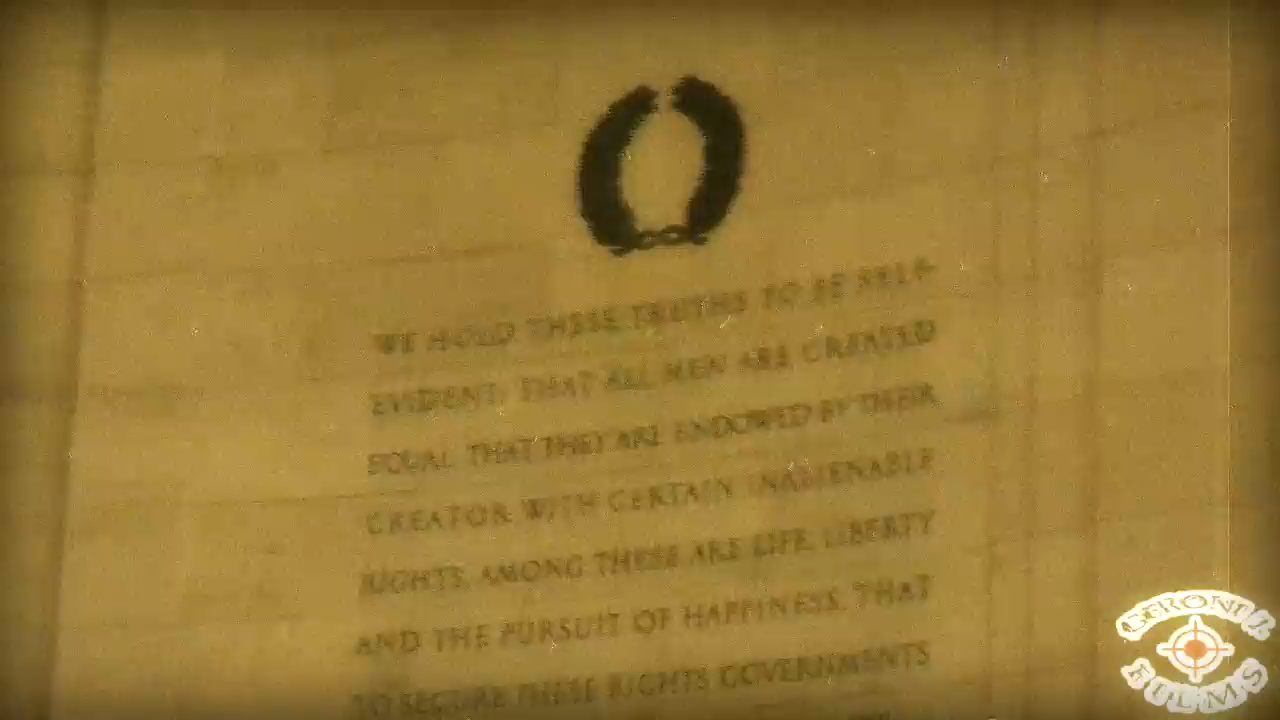 WE HOLD THESE TRUTHS TO BE SELF-
EVIDENT: THAT ALL MEN ARE CREATED
EQUAL, THAT THEY ARE ENDOWED BY THEIR
CREATOR WITH CERTAIN INALIENABLE
RIGHTS, AMONG THESE ARE LIFE, LIBERTY
AND THE PURSUIT OF HAPPINESS, THAT
TO SECURE THESE RIGHTS GOVERNMENTS
FILMS